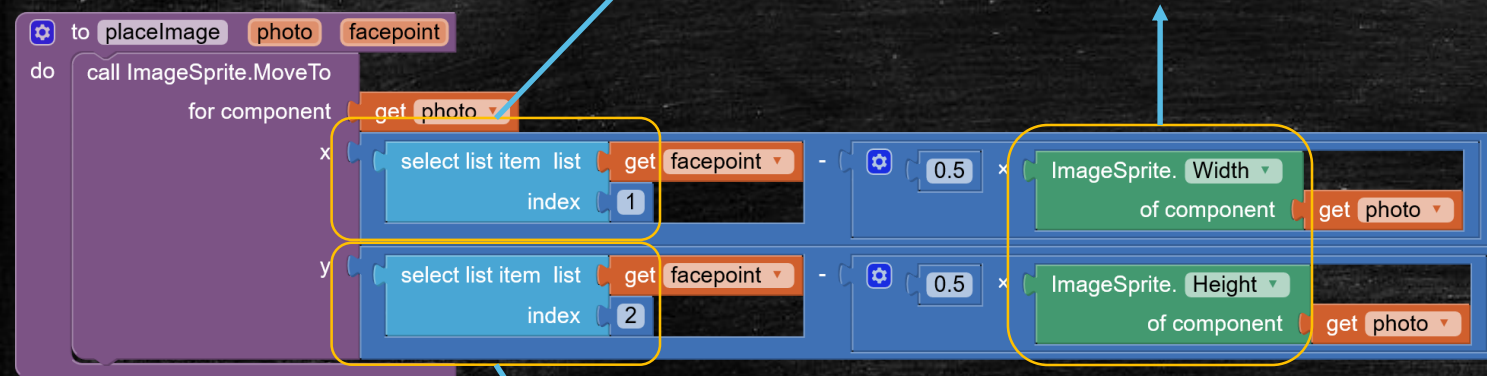 to placeImage photo facepoint
do call ImageSprite.MoveTo
for component get photo
x select list item list get facepoint - 0.5 × ImageSprite. Width
index 1 of component get photo
y select list item list get facepoint - 0.5 × ImageSprite. Height
index 2 of component get photo